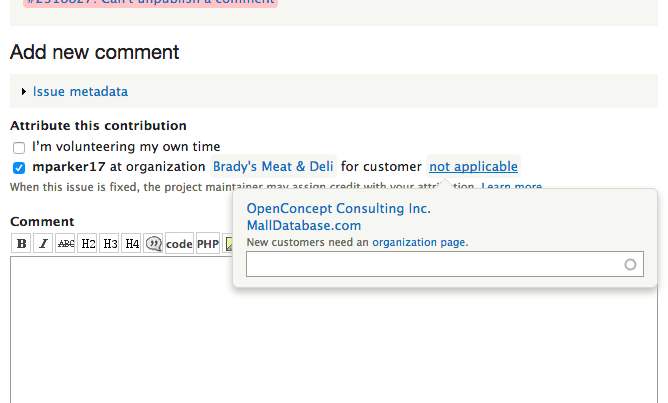 #2318827: Can't unpublish a comment
Add new comment
Issue metadata
Attribute this contribution
I'm volunteering my own time
mparker17 at organization Brady's Meat & Deli for customer not applicable
When this issue is fixed, the project maintainer may assign credit with your attribution. Learn more
OpenConcept Consulting Inc.
MallDatabase.com
New customers need an organization page.
Comment
B I ABC H2 H3 H4 code PHP